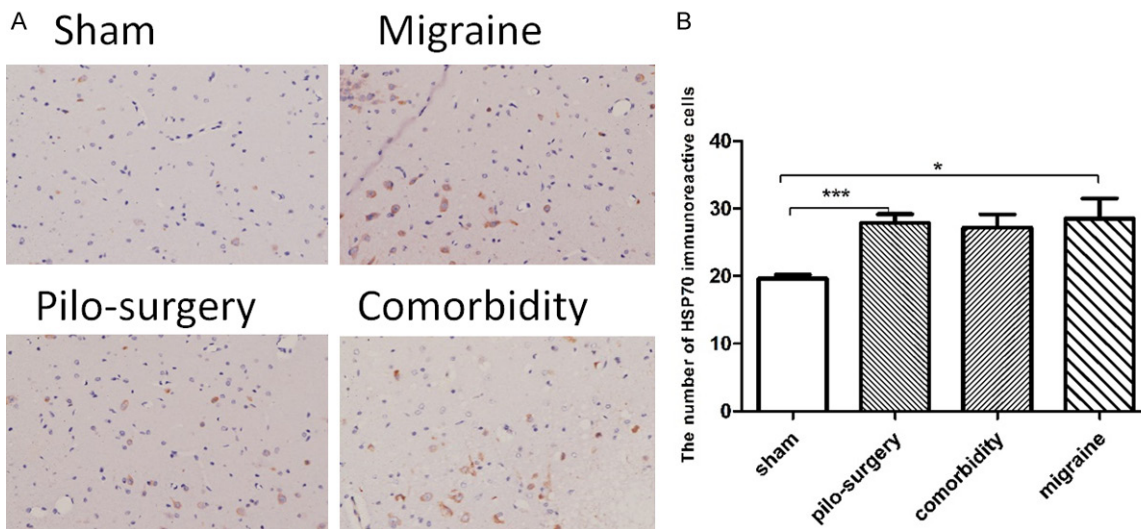 A
Sham
Migraine
Pilo-surgery
Comorbidity
B
The number of HSP70 immunoreactive cells
40
30
20
10
0
***
*
sham
pilo-surgery
comorbidity
migraine